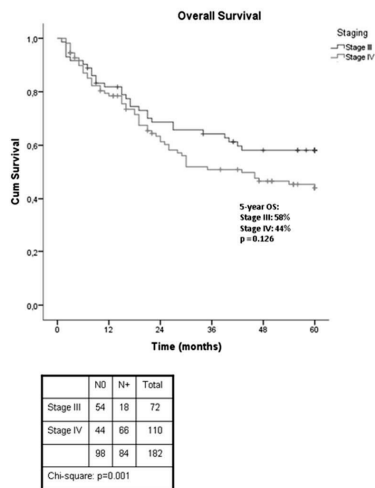 Overall Survival
Staging
Stage III
Stage IV
Cum Survival
1,0
0,8
0,6
0,4
0,2
0,0
5-year OS:
Stage III: 58%
Stage IV: 44%
p = 0.126
0 12 24 36 48 60
Time (months)
N0 N+ Total
Stage III 54 18 72
Stage IV 44 66 110
98 84 182
Chi-square: p=0.001